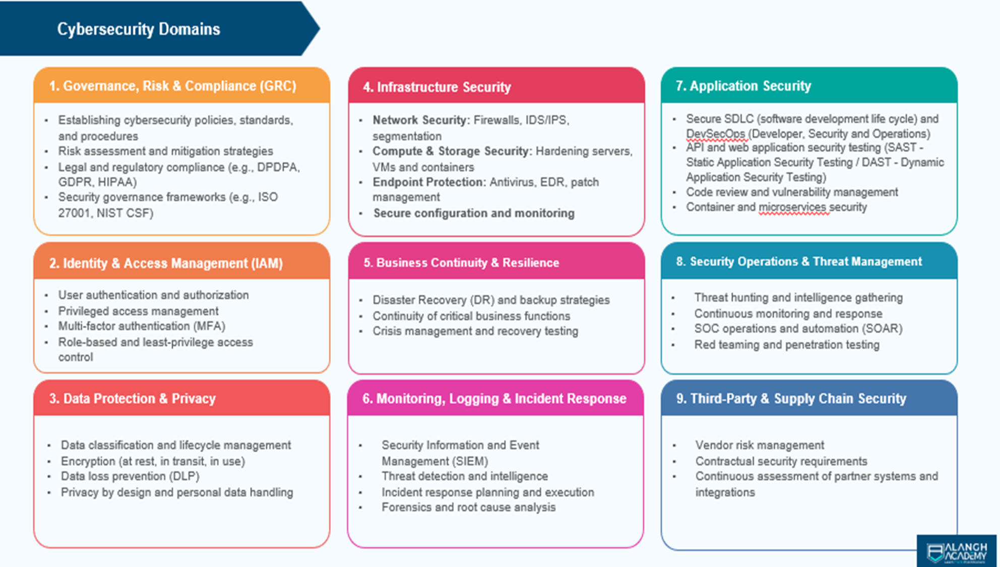 Cybersecurity Domains
1. Governance, Risk & Compliance (GRC)
▪ Establishing cybersecurity policies, standards,
and procedures
▪ Risk assessment and mitigation strategies
▪ Legal and regulatory compliance (e.g., DPDPA,
GDPR, HIPAA)
▪ Security governance frameworks (e.g., ISO
27001, NIST CSF)
2. Identity & Access Management (IAM)
▪ User authentication and authorization
▪ Privileged access management
▪ Multi-factor authentication (MFA)
▪ Role-based and least-privilege access
control
3. Data Protection & Privacy
▪ Data classification and lifecycle management
▪ Encryption (at rest, in transit, in use)
▪ Data loss prevention (DLP)
▪ Privacy by design and personal data handling
4. Infrastructure Security
▪ Network Security: Firewalls, IDS/IPS,
segmentation
▪ Compute & Storage Security: Hardening servers,
VMs and containers
▪ Endpoint Protection: Antivirus, EDR, patch
management
▪ Secure configuration and monitoring
5. Business Continuity & Resilience
▪ Disaster Recovery (DR) and backup strategies
▪ Continuity of critical business functions
▪ Crisis management and recovery testing
6. Monitoring, Logging & Incident Response
▪ Security Information and Event
Management (SIEM)
▪ Threat detection and intelligence
▪ Incident response planning and execution
▪ Forensics and root cause analysis
7. Application Security
▪ Secure SDLC (software development life cycle) and
DevSecOps (Developer, Security and Operations)
▪ API and web application security testing (SAST -
Static Application Security Testing / DAST - Dynamic
Application Security Testing)
▪ Code review and vulnerability management
▪ Container and microservices security
8. Security Operations & Threat Management
▪ Threat hunting and intelligence gathering
▪ Continuous monitoring and response
▪ SOC operations and automation (SOAR)
▪ Red teaming and penetration testing
9. Third-Party & Supply Chain Security
▪ Vendor risk management
▪ Contractual security requirements
▪ Continuous assessment of partner systems and
integrations
ALANGH
ACADEMY